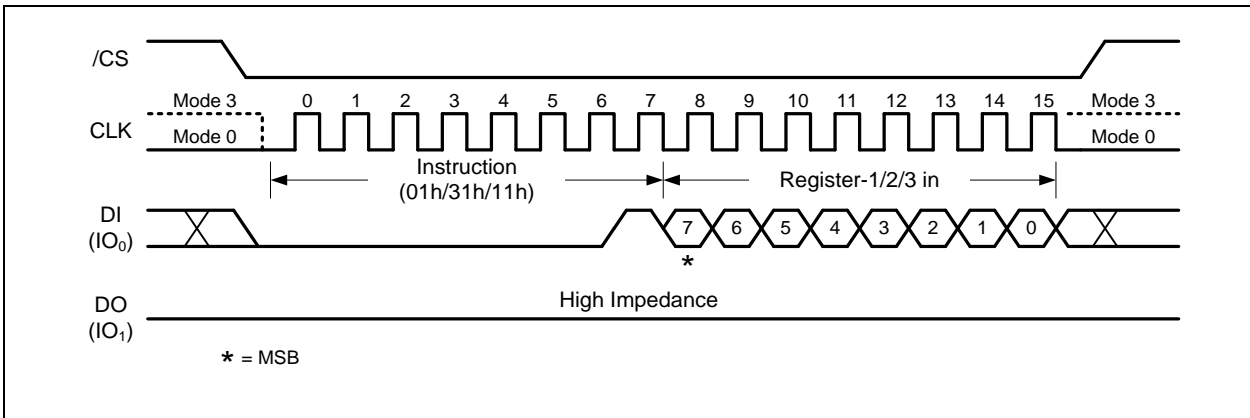 /CS
Mode 3 0 1 2 3 4 5 6 7 8 9 10 11 12 13 14 15 Mode 3
CLK Mode 0 Mode 0
Instruction
(01h/31h/11h)
Register-1/2/3 in
DI
(IO₀)
7 6 5 4 3 2 1 0
*
High Impedance
DO
(IO₁)
* = MSB